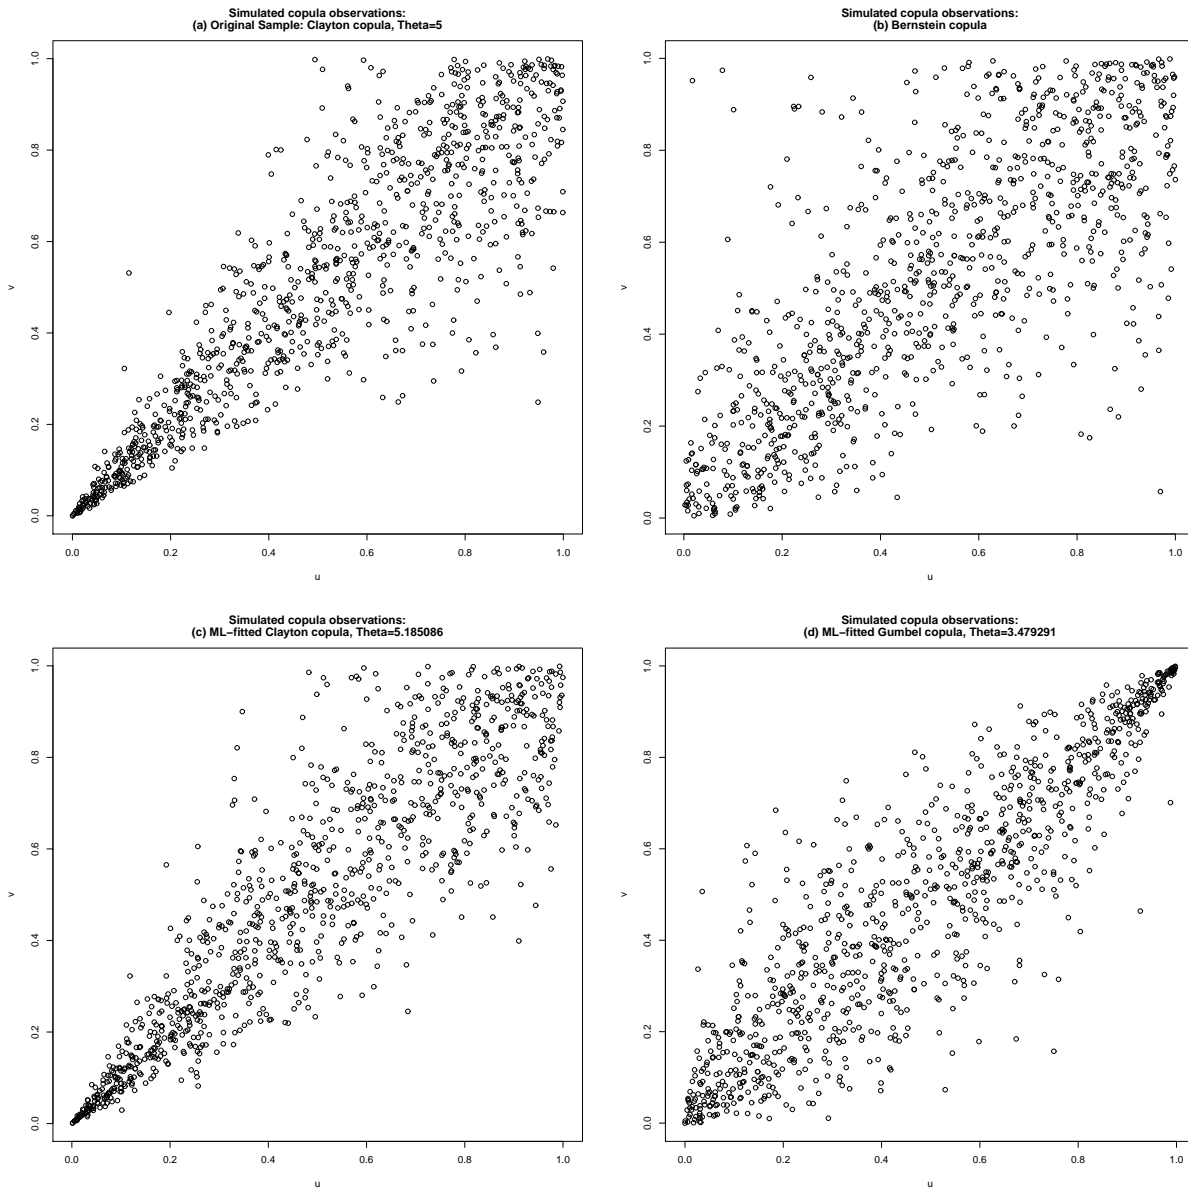 Simulated copula observations:
(a) Original Sample: Clayton copula, Theta=5
1.0
0.8
0.6
0.4
0.2
0.0
v
0.0 0.2 0.4 0.6 0.8 1.0
u
Simulated copula observations:
(b) Bernstein copula
1.0
0.8
0.6
0.4
0.2
0.0
v
0.0 0.2 0.4 0.6 0.8 1.0
u
Simulated copula observations:
(c) ML−fitted Clayton copula, Theta=5.185086
1.0
0.8
0.6
0.4
0.2
0.0
v
0.0 0.2 0.4 0.6 0.8 1.0
u
Simulated copula observations:
(d) ML−fitted Gumbel copula, Theta=3.479291
1.0
0.8
0.6
0.4
0.2
0.0
v
0.0 0.2 0.4 0.6 0.8 1.0
u